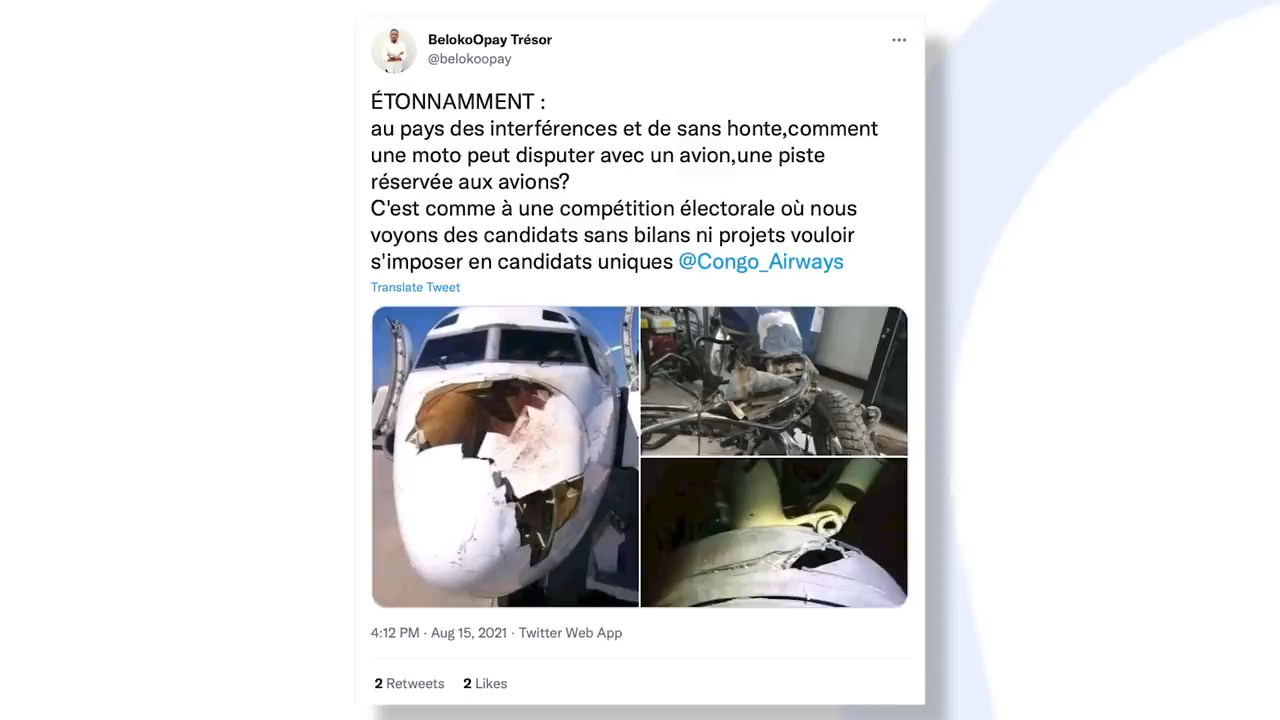 BelokoOpay Trésor
@belokoopay
ÉTONNAMMENT :
au pays des interférences et de sans honte,comment
une moto peut disputer avec un avion,une piste
réservée aux avions?
C'est comme à une compétition électorale où nous
voyons des candidats sans bilans ni projets vouloir
s'imposer en candidats uniques @Congo_Airways
Translate Tweet
4:12 PM · Aug 15, 2021 · Twitter Web App
2 Retweets 2 Likes